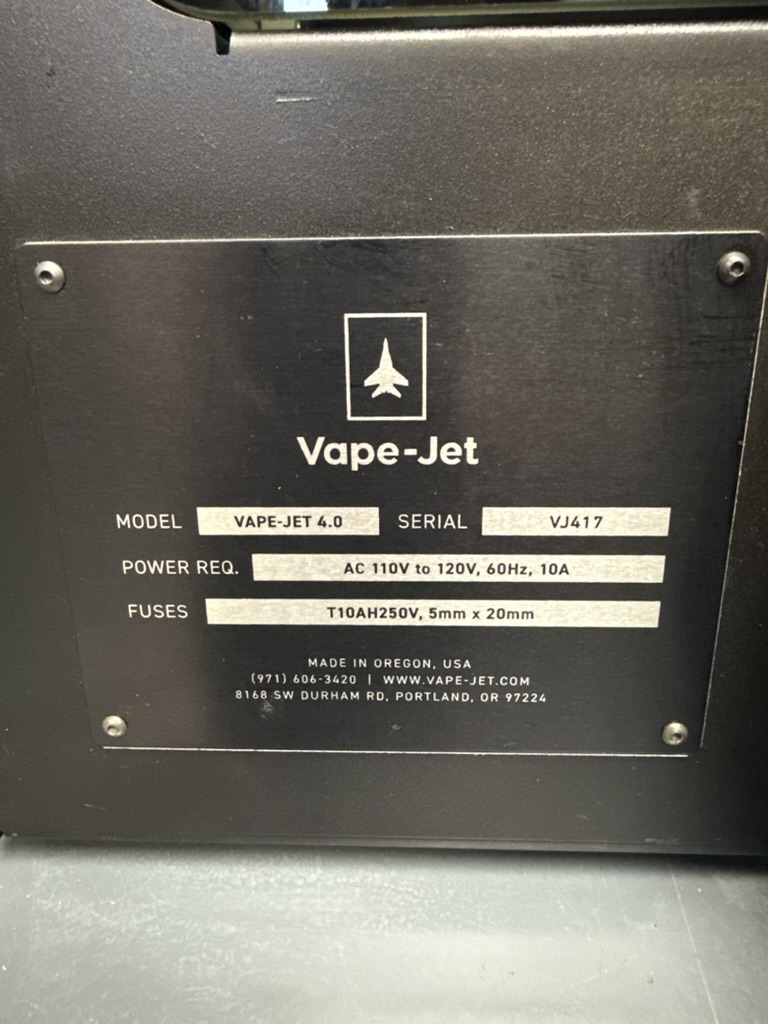 Vape-Jet
MODEL VAPE-JET 4.0 SERIAL VJ417
POWER REQ. AC 110V to 120V, 60Hz, 10A
FUSES T10AH250V, 5mm x 20mm
MADE IN OREGON, USA
(971) 606-3420 | WWW.VAPE-JET.COM
8168 SW DURHAM RD, PORTLAND, OR 97224